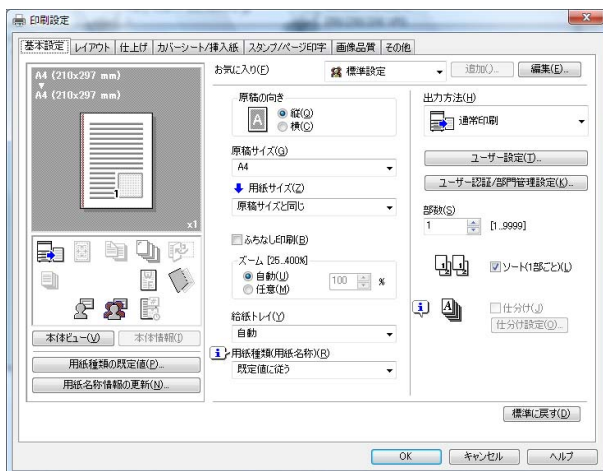 印刷設定
基本設定 レイアウト 仕上げ カバーシート/挿入紙 スタンプ/ページ印字 画像品質 その他
A4 (210x297 mm)
A4 (210x297 mm)
1
x1
本体ビュー(V) 本体情報(I)
用紙種類の既定値(P)...
用紙名称情報の更新(N)...
お気に入り(F) 標準設定 追加()... 編集(E)...
原稿の向き
A 縦(Q)
横(C)
原稿サイズ(G)
A4
用紙サイズ(Z)
原稿サイズと同じ
ふちなし印刷(B)
ズーム [25..400%]
自動(U) 100 %
任意(M)
給紙トレイ(Y)
自動
用紙種類(用紙名称)(R)
既定値に従う
出力方法(H)
通常印刷
ユーザー設定(T)...
ユーザー認証/部門管理設定(K)...
部数(S)
1 [1..9999]
ソート(1部ごと)(L)
仕分け(J)
仕分け設定(O)...
標準に戻す(D)
OK キャンセル ヘルプ